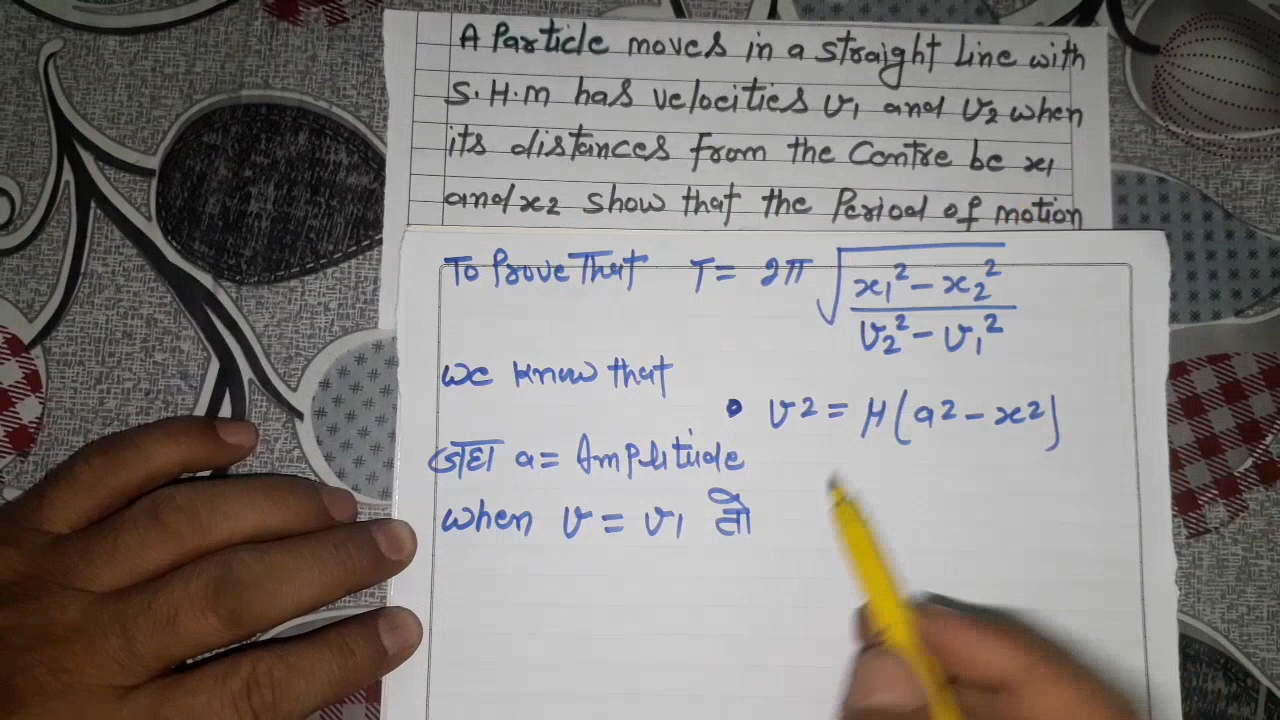 A Particle moves in a straight Line with
S.H.M has velocities v₁ and v₂ when
its distances from the Centre be x₁
and x₂ show that the Period of motion
To Prove That T = 2π √((x₁² - x₂²)/(v₂² - v₁²))
we know that
• v² = μ(a² - x²)
जहा a = Amplitude
when v = v₁ तो